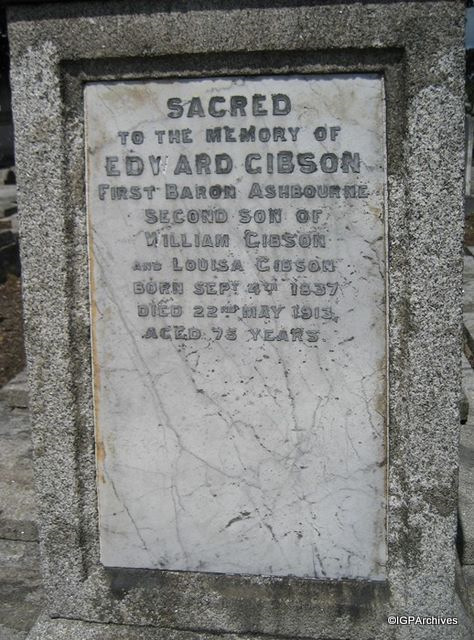 SACRED
TO THE MEMORY OF
EDWARD GIBSON
FIRST BARON ASHBOURNE
SECOND SON OF
WILLIAM GIBSON
AND LOUISA GIBSON
BORN SEPT 4TH 1837
DIED 22ND MAY 1913
AGED 75 YEARS.
©IGPArchives